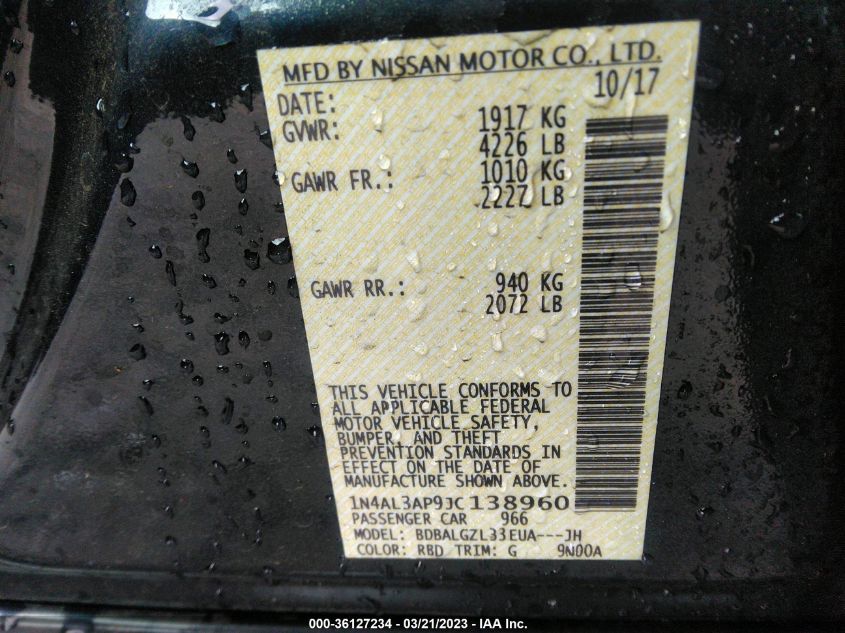 MFD BY NISSAN MOTOR CO., LTD.
DATE: 10/17
GVWR: 1917 KG
4226 LB
GAWR FR.: 1010 KG
2227 LB
GAWR RR.: 940 KG
2072 LB
THIS VEHICLE CONFORMS TO
ALL APPLICABLE FEDERAL
MOTOR VEHICLE SAFETY,
BUMPER, AND THEFT
PREVENTION STANDARDS IN
EFFECT ON THE DATE OF
MANUFACTURE SHOWN ABOVE.
1N4AL3AP9JC138960
PASSENGER CAR 966
MODEL: BDBALGZL33EUA---JH
COLOR: RBD TRIM: G 9N00A
000-36127234 - 03/21/2023 - IAA Inc.